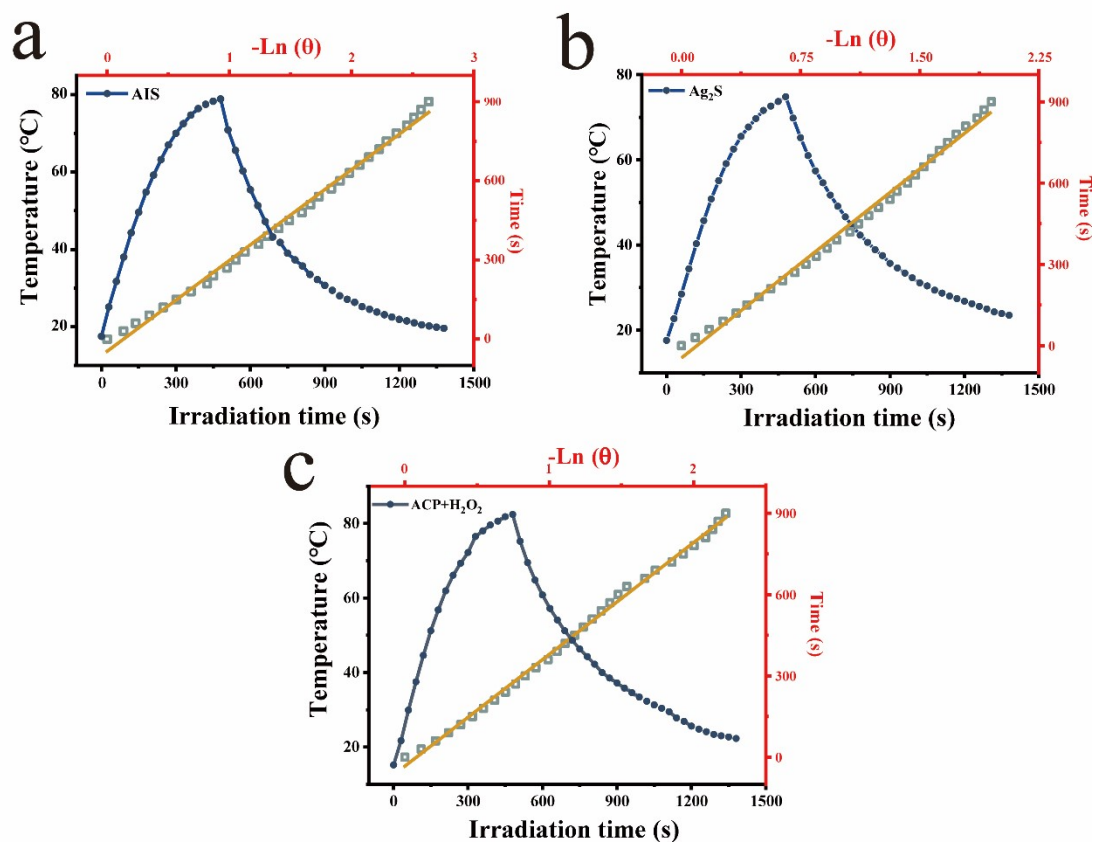 a
-Ln (θ)
0 1 2 3
AIS
80
60
40
20
Temperature (°C)
900
600
300
0
Time (s)
0 300 600 900 1200 1500
Irradiation time (s)
b
-Ln (θ)
0.00 0.75 1.50 2.25
Ag₂S
80
60
40
20
Temperature (°C)
900
600
300
0
Time (s)
0 300 600 900 1200 1500
Irradiation time (s)
c
-Ln (θ)
0 1 2
ACP+H₂O₂
80
60
40
20
Temperature (°C)
900
600
300
0
Time (s)
0 300 600 900 1200 1500
Irradiation time (s)